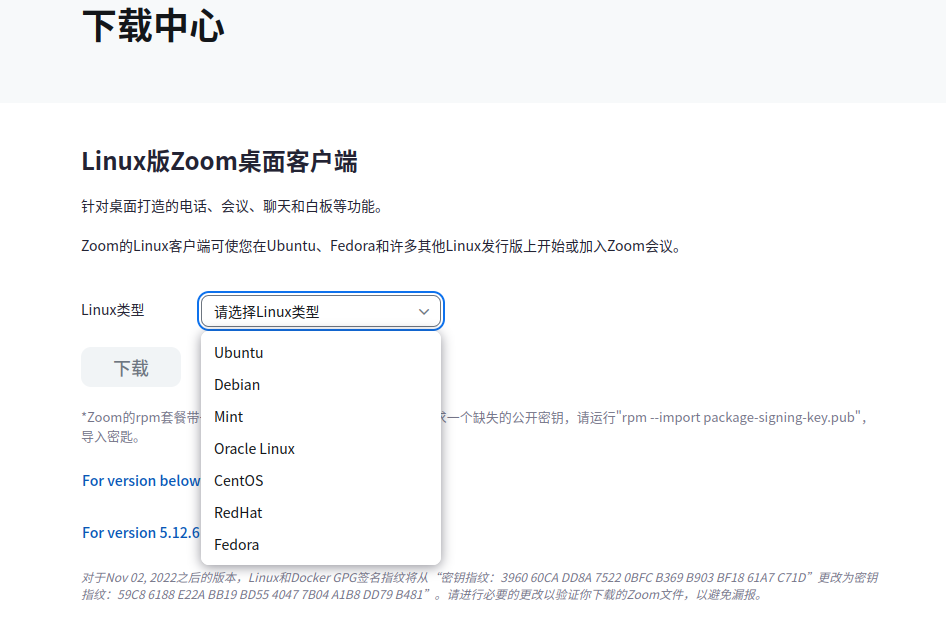 下载中心
Linux版Zoom桌面客户端
针对桌面打造的电话、会议、聊天和白板等功能。
Zoom的Linux客户端可使您在Ubuntu、Fedora和许多其他Linux发行版上开始或加入Zoom会议。
Linux类型
请选择Linux类型
下载
Ubuntu
Debian
Mint
Oracle Linux
CentOS
RedHat
Fedora
*Zoom的rpm套餐带 一个缺失的公开密钥，请运行"rpm --import package-signing-key.pub"，
导入密匙。
For version below
For version 5.12.6
对于Nov 02, 2022之后的版本，Linux和Docker GPG签名指纹将从“密钥指纹：3960 60CA DD8A 7522 0BFC B369 B903 BF18 61A7 C71D”更改为密钥
指纹：59C8 6188 E22A BB19 BD55 4047 7B04 A1B8 DD79 B481”。请进行必要的更改以验证你下载的Zoom文件，以避免漏报。